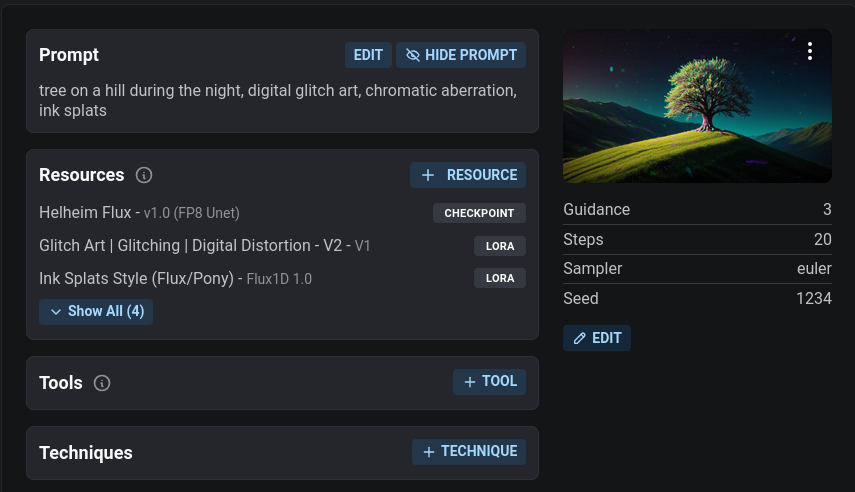 Prompt
EDIT
HIDE PROMPT
tree on a hill during the night, digital glitch art, chromatic aberration,
ink splats
Resources
+ RESOURCE
Helheim Flux - v1.0 (FP8 Unet)
CHECKPOINT
Glitch Art | Glitching | Digital Distortion - V2 - V1
LORA
Ink Splats Style (Flux/Pony) - Flux1D 1.0
LORA
Show All (4)
Tools
+ TOOL
Techniques
+ TECHNIQUE
Guidance 3
Steps 20
Sampler euler
Seed 1234
EDIT